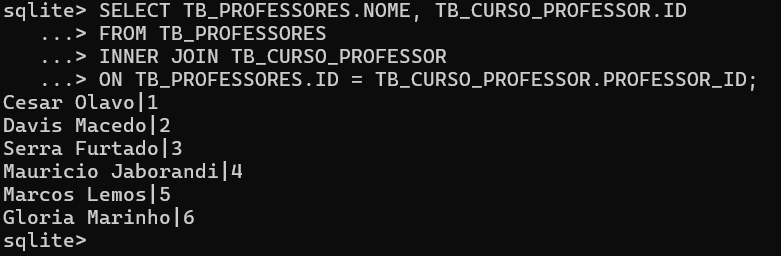 sqlite> SELECT TB_PROFESSORES.NOME, TB_CURSO_PROFESSOR.ID
   ...> FROM TB_PROFESSORES
   ...> INNER JOIN TB_CURSO_PROFESSOR
   ...> ON TB_PROFESSORES.ID = TB_CURSO_PROFESSOR.PROFESSOR_ID;
Cesar Olavo|1
Davis Macedo|2
Serra Furtado|3
Mauricio Jaborandi|4
Marcos Lemos|5
Gloria Marinho|6
sqlite>